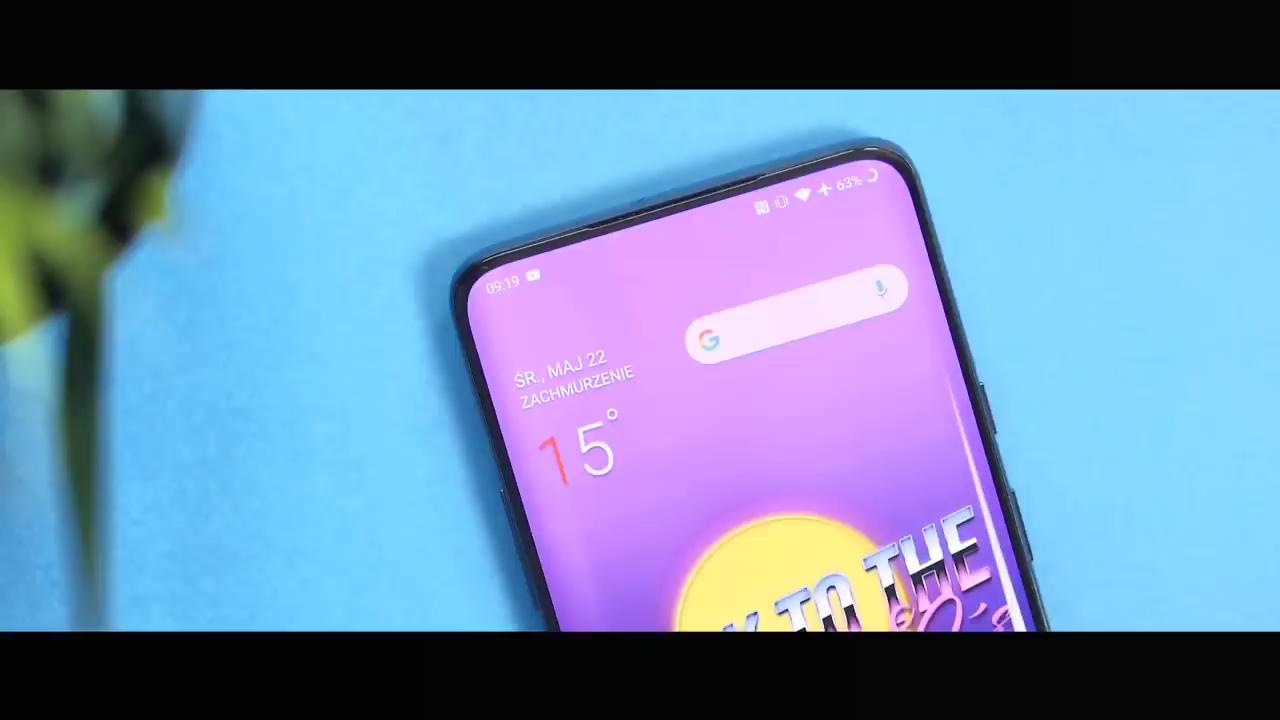 63%
09:19
ŚR., MAJ 22
ZACHMURZENIE
15°
TO THE